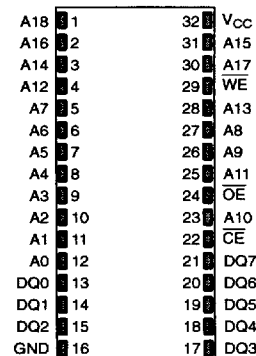 A18 1 32 VCC
A16 2 31 A15
A14 3 30 A17
A12 4 29 W̅E̅
A7 5 28 A13
A6 6 27 A8
A5 7 26 A9
A4 8 25 A11
A3 9 24 O̅E̅
A2 10 23 A10
A1 11 22 C̅E̅
A0 12 21 DQ7
DQ0 13 20 DQ6
DQ1 14 19 DQ5
DQ2 15 18 DQ4
GND 16 17 DQ3